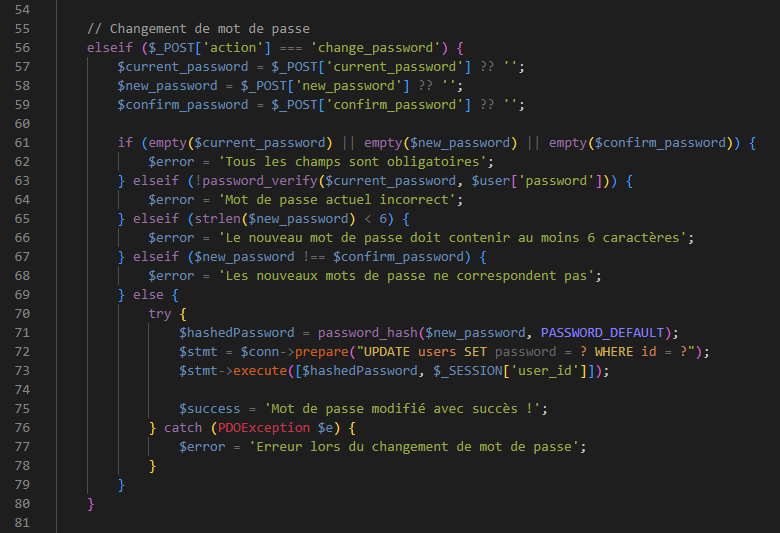 54
55 // Changement de mot de passe
56 elseif ($_POST['action'] === 'change_password') {
57 $current_password = $_POST['current_password'] ?? '';
58 $new_password = $_POST['new_password'] ?? '';
59 $confirm_password = $_POST['confirm_password'] ?? '';
60
61 if (empty($current_password) || empty($new_password) || empty($confirm_password)) {
62 $error = 'Tous les champs sont obligatoires';
63 } elseif (!password_verify($current_password, $user['password'])) {
64 $error = 'Mot de passe actuel incorrect';
65 } elseif (strlen($new_password) < 6) {
66 $error = 'Le nouveau mot de passe doit contenir au moins 6 caractères';
67 } elseif ($new_password !== $confirm_password) {
68 $error = 'Les nouveaux mots de passe ne correspondent pas';
69 } else {
70 try {
71 $hashedPassword = password_hash($new_password, PASSWORD_DEFAULT);
72 $stmt = $conn->prepare("UPDATE users SET password = ? WHERE id = ?");
73 $stmt->execute([$hashedPassword, $_SESSION['user_id']]);
74
75 $success = 'Mot de passe modifié avec succès !';
76 } catch (PDOException $e) {
77 $error = 'Erreur lors du changement de mot de passe';
78 }
79 }
80 }
81